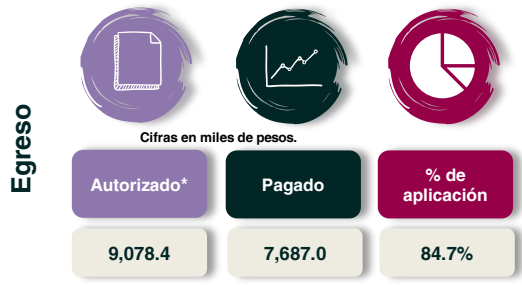 Egreso
Cifras en miles de pesos.
Autorizado*
Pagado
% de
aplicación
9,078.4
7,687.0
84.7%